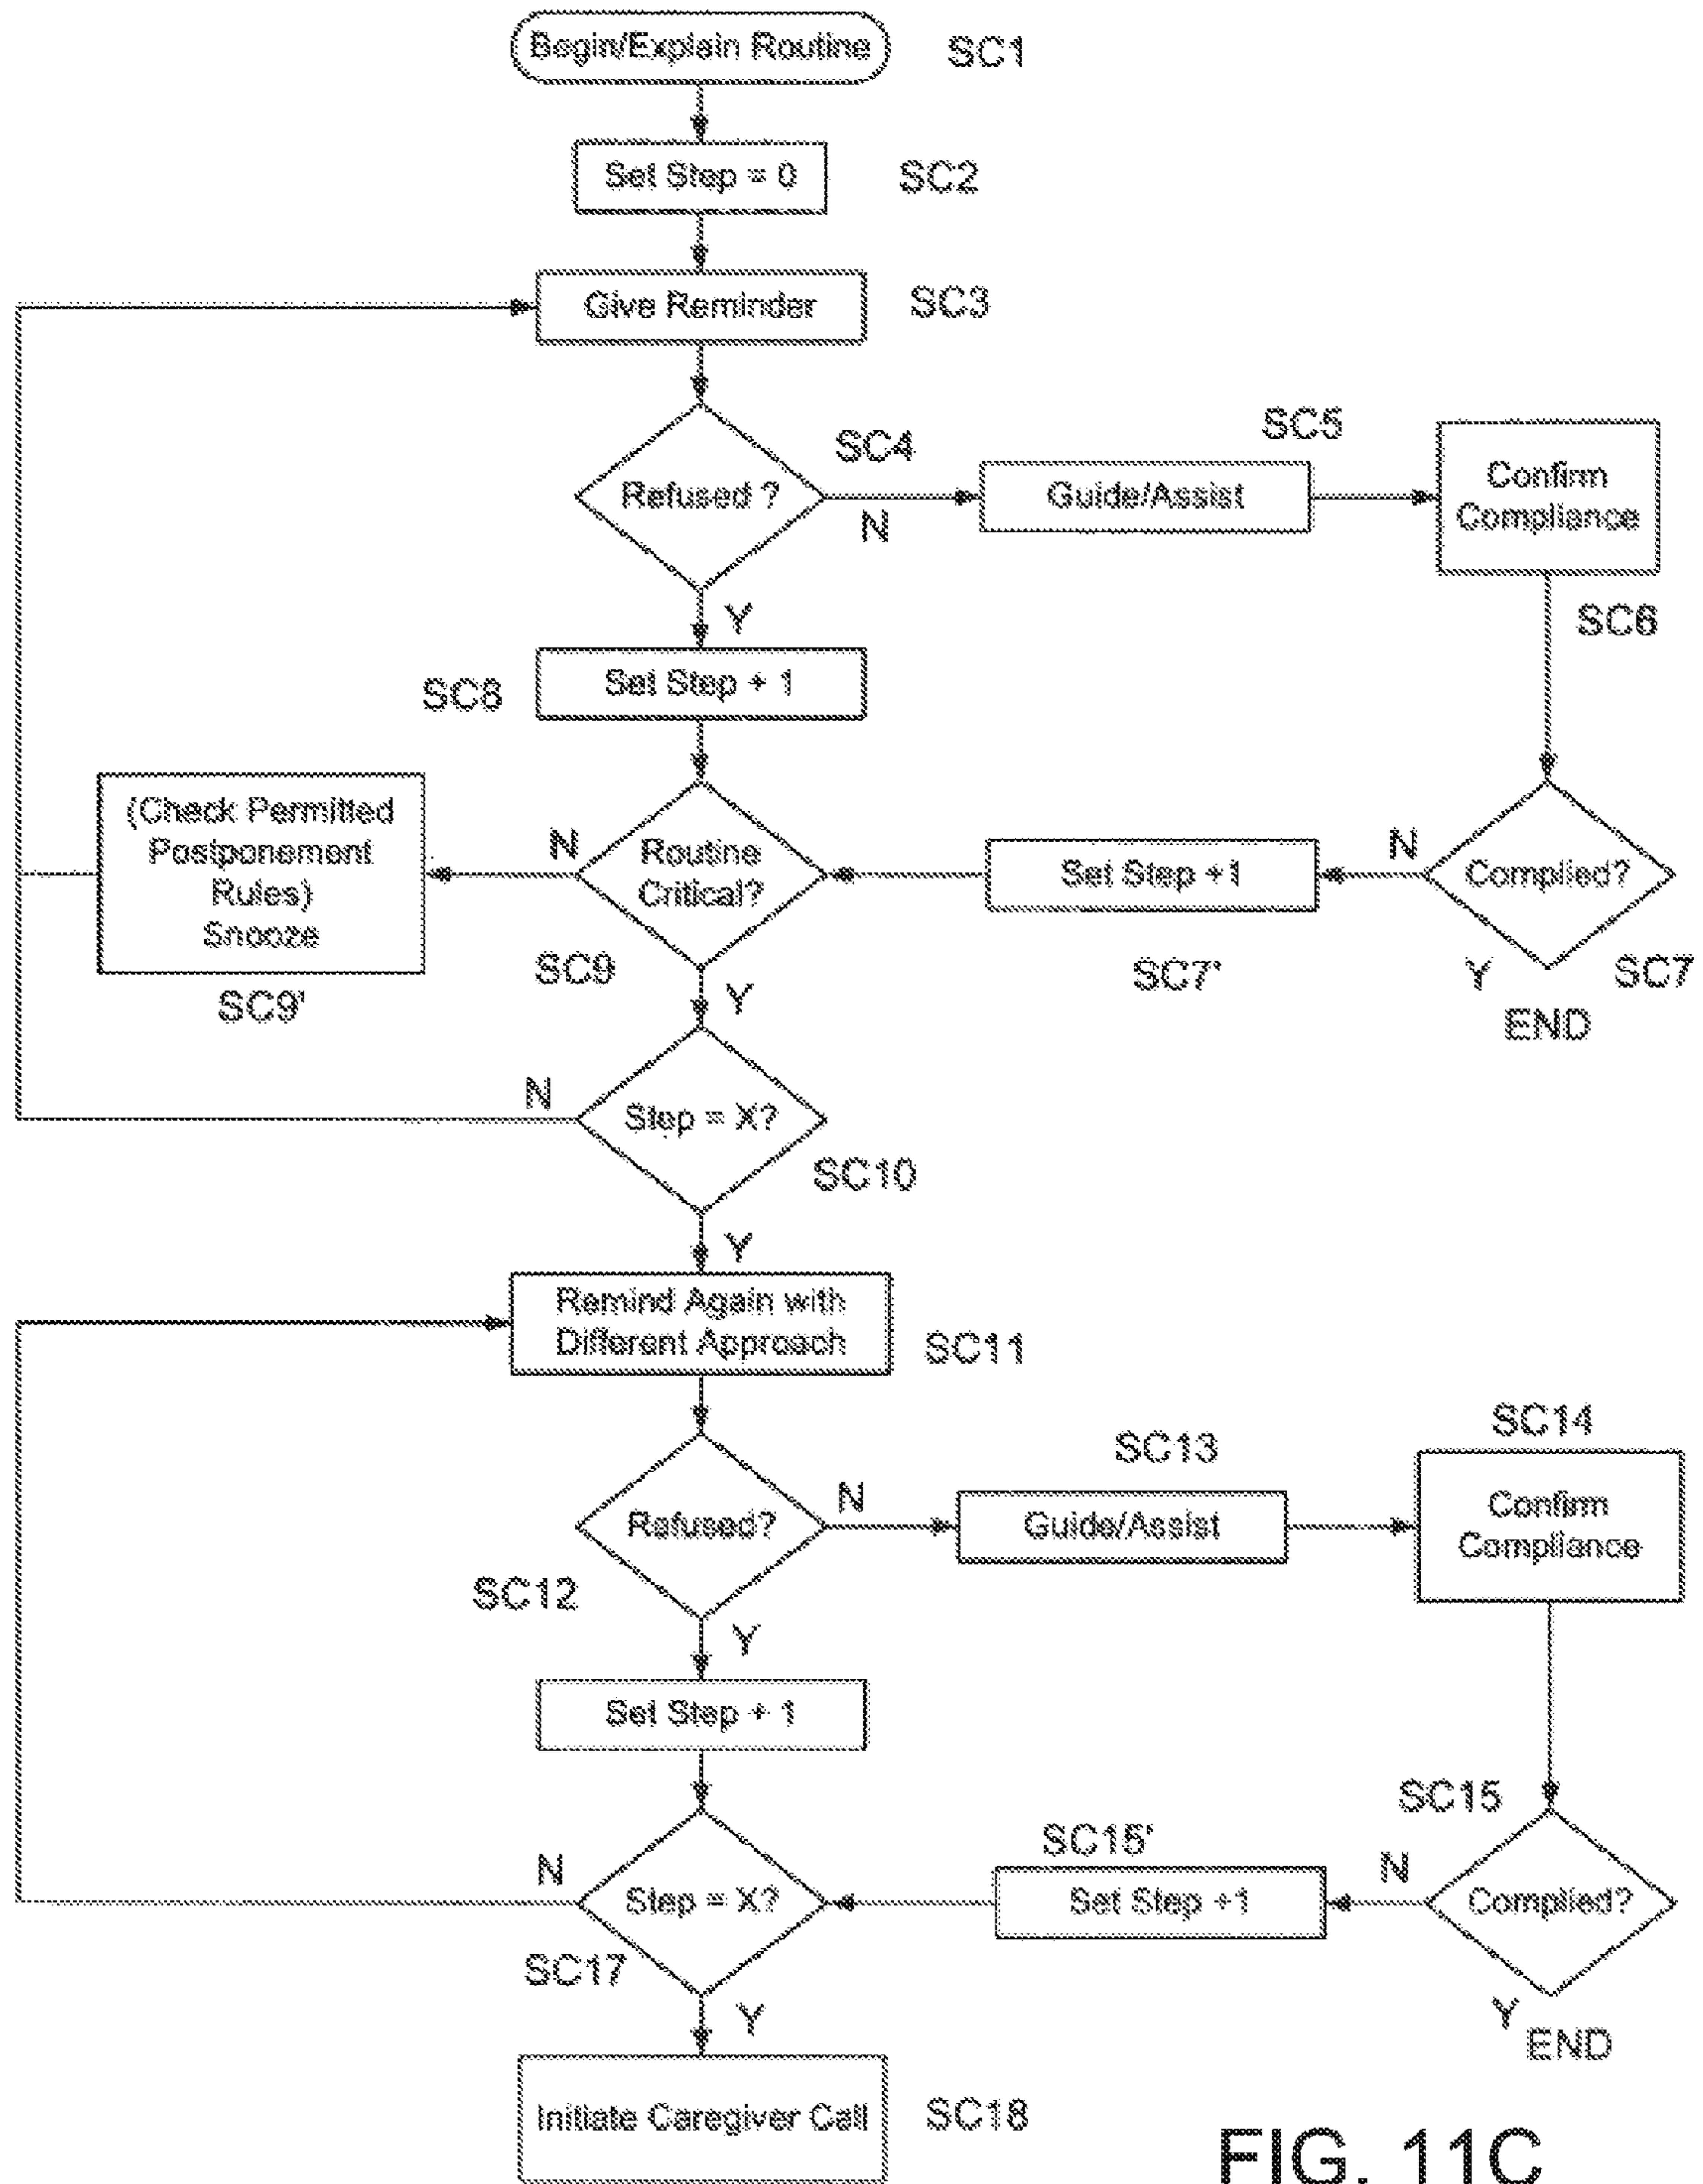 Begin/Explain Routine
SC1
Set Step = 0
SC2
Give Reminder
SC3
Refused ?
SC4
N
Guide/Assist
SC5
Confirm
Compliance
SC6
Y
Set Step + 1
SC8
(Check Permitted
Postponement
Rules)
Snooze
SC9'
N
Routine
Critical?
SC9
Set Step +1
SC7'
N
Complied?
SC7
Y
END
Y
N
Step = X?
SC10
Y
Remind Again with
Different Approach
SC11
Refused?
SC12
N
SC13
Guide/Assist
SC14
Confirm
Compliance
Y
Set Step + 1
N
Step = X?
SC17
SC15'
Set Step +1
SC15
N
Complied?
Y
END
Y
Initiate Caregiver Call
SC18
FIG. 11C